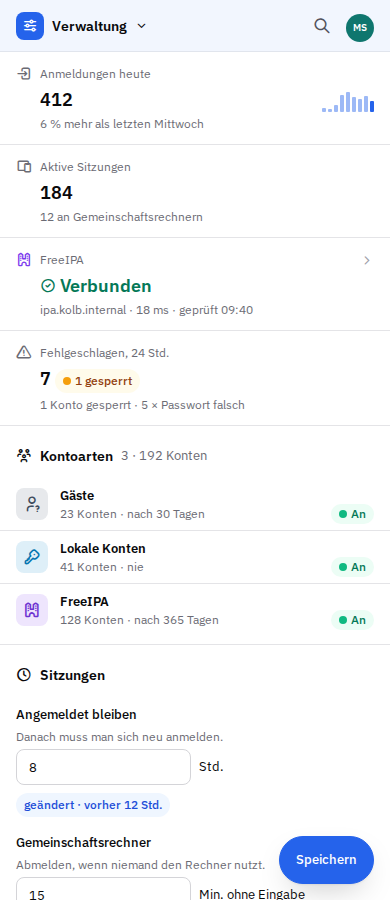 Verwaltung
MS
Anmeldungen heute
412
6 % mehr als letzten Mittwoch
Aktive Sitzungen
184
12 an Gemeinschaftsrechnern
FreeIPA
Verbunden
ipa.kolb.internal · 18 ms · geprüft 09:40
Fehlgeschlagen, 24 Std.
7 1 gesperrt
1 Konto gesperrt · 5 × Passwort falsch
Kontoarten 3 · 192 Konten
Gäste
23 Konten · nach 30 Tagen
An
Lokale Konten
41 Konten · nie
An
FreeIPA
128 Konten · nach 365 Tagen
An
Sitzungen
Angemeldet bleiben
Danach muss man sich neu anmelden.
8 Std.
geändert · vorher 12 Std.
Gemeinschaftsrechner
Abmelden, wenn niemand den Rechner nutzt.
Speichern
15 Min. ohne Eingabe